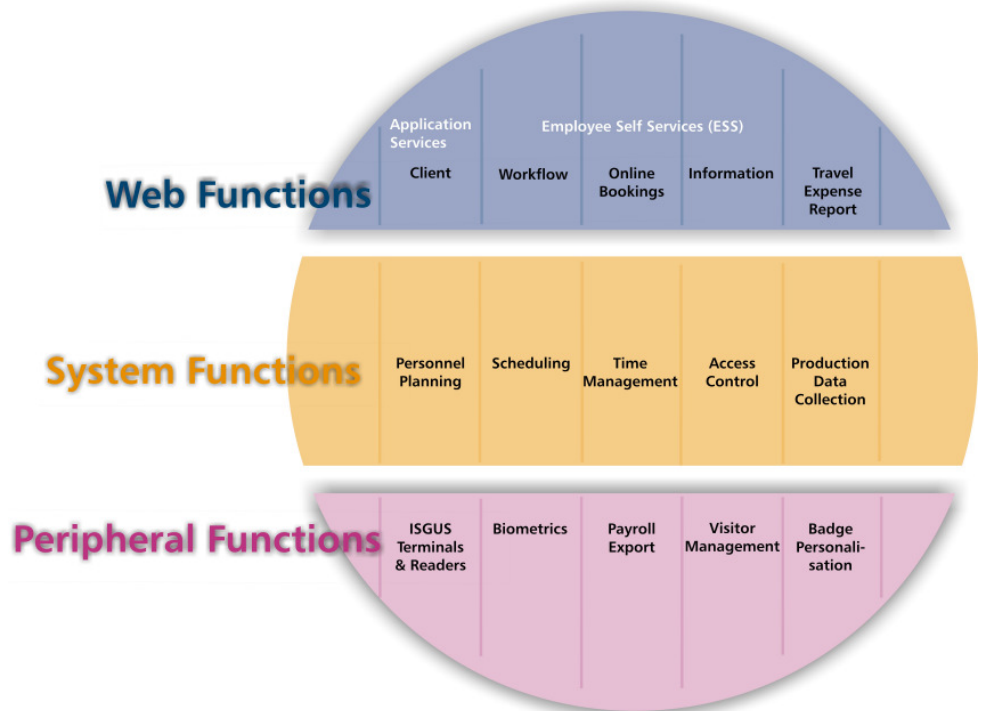 Application
Services
Employee Self Services (ESS)
Web Functions
Client
Workflow
Online
Bookings
Information
Travel
Expense
Report
System Functions
Personnel
Planning
Scheduling
Time
Management
Access
Control
Production
Data
Collection
Peripheral Functions
ISGUS
Terminals
& Readers
Biometrics
Payroll
Export
Visitor
Management
Badge
Personali-
sation